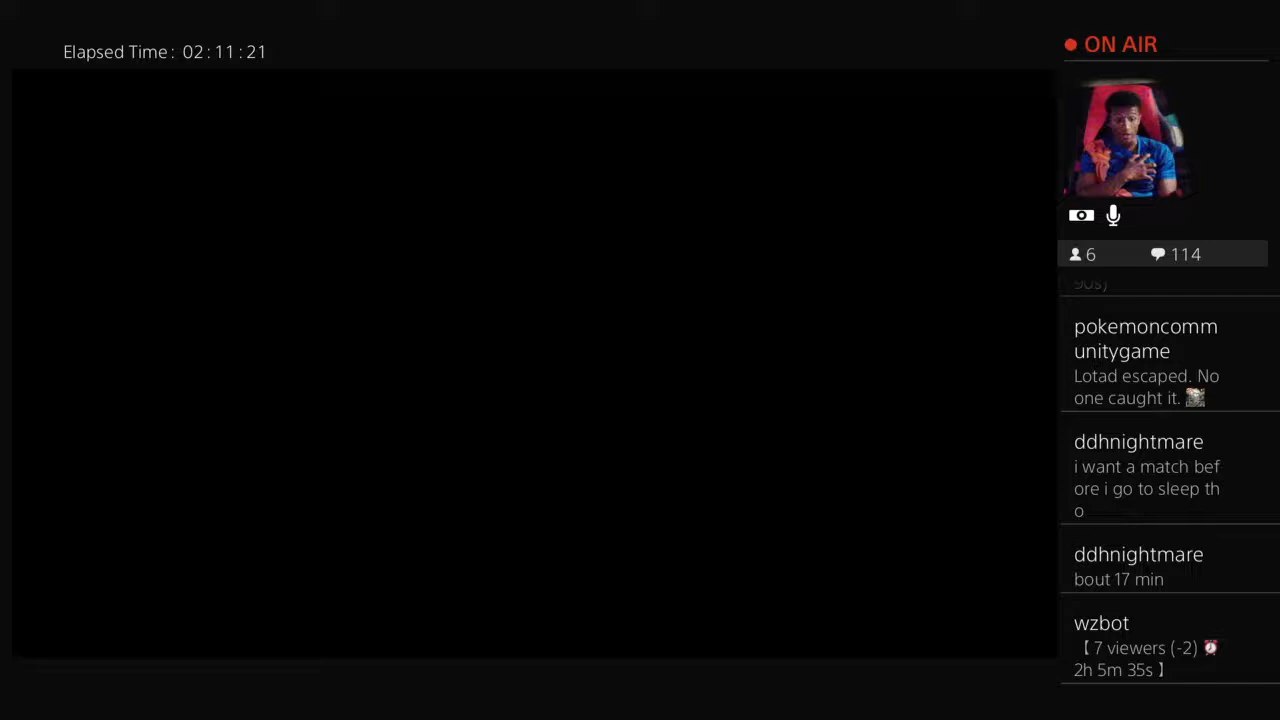 Elapsed Time: 02:11:21
ON AIR
6 114
90s)
pokemoncomm
unitygame
Lotad escaped. No
one caught it.
ddhnightmare
i want a match bef
ore i go to sleep th
o
ddhnightmare
bout 17 min
wzbot
【 7 viewers (-2) ⏰
2h 5m 35s 】